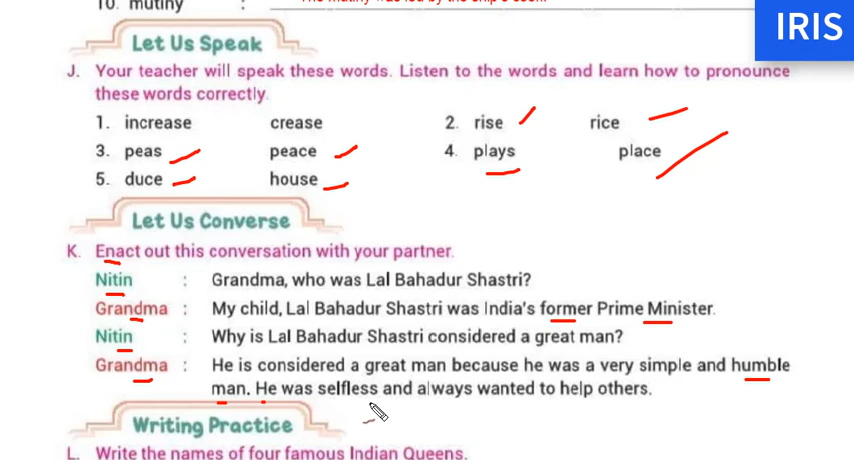 10. mutiny :
IRIS
Let Us Speak
J. Your teacher will speak these words. Listen to the words and learn how to pronounce
these words correctly.
1. increase crease 2. rise rice
3. peas peace 4. plays place
5. duce house
Let Us Converse
K. Enact out this conversation with your partner.
Nitin : Grandma, who was Lal Bahadur Shastri?
Grandma : My child, Lal Bahadur Shastri was India's former Prime Minister.
Nitin : Why is Lal Bahadur Shastri considered a great man?
Grandma : He is considered a great man because he was a very simple and humble
man. He was selfless and always wanted to help others.
Writing Practice
L. Write the names of four famous Indian Queens.